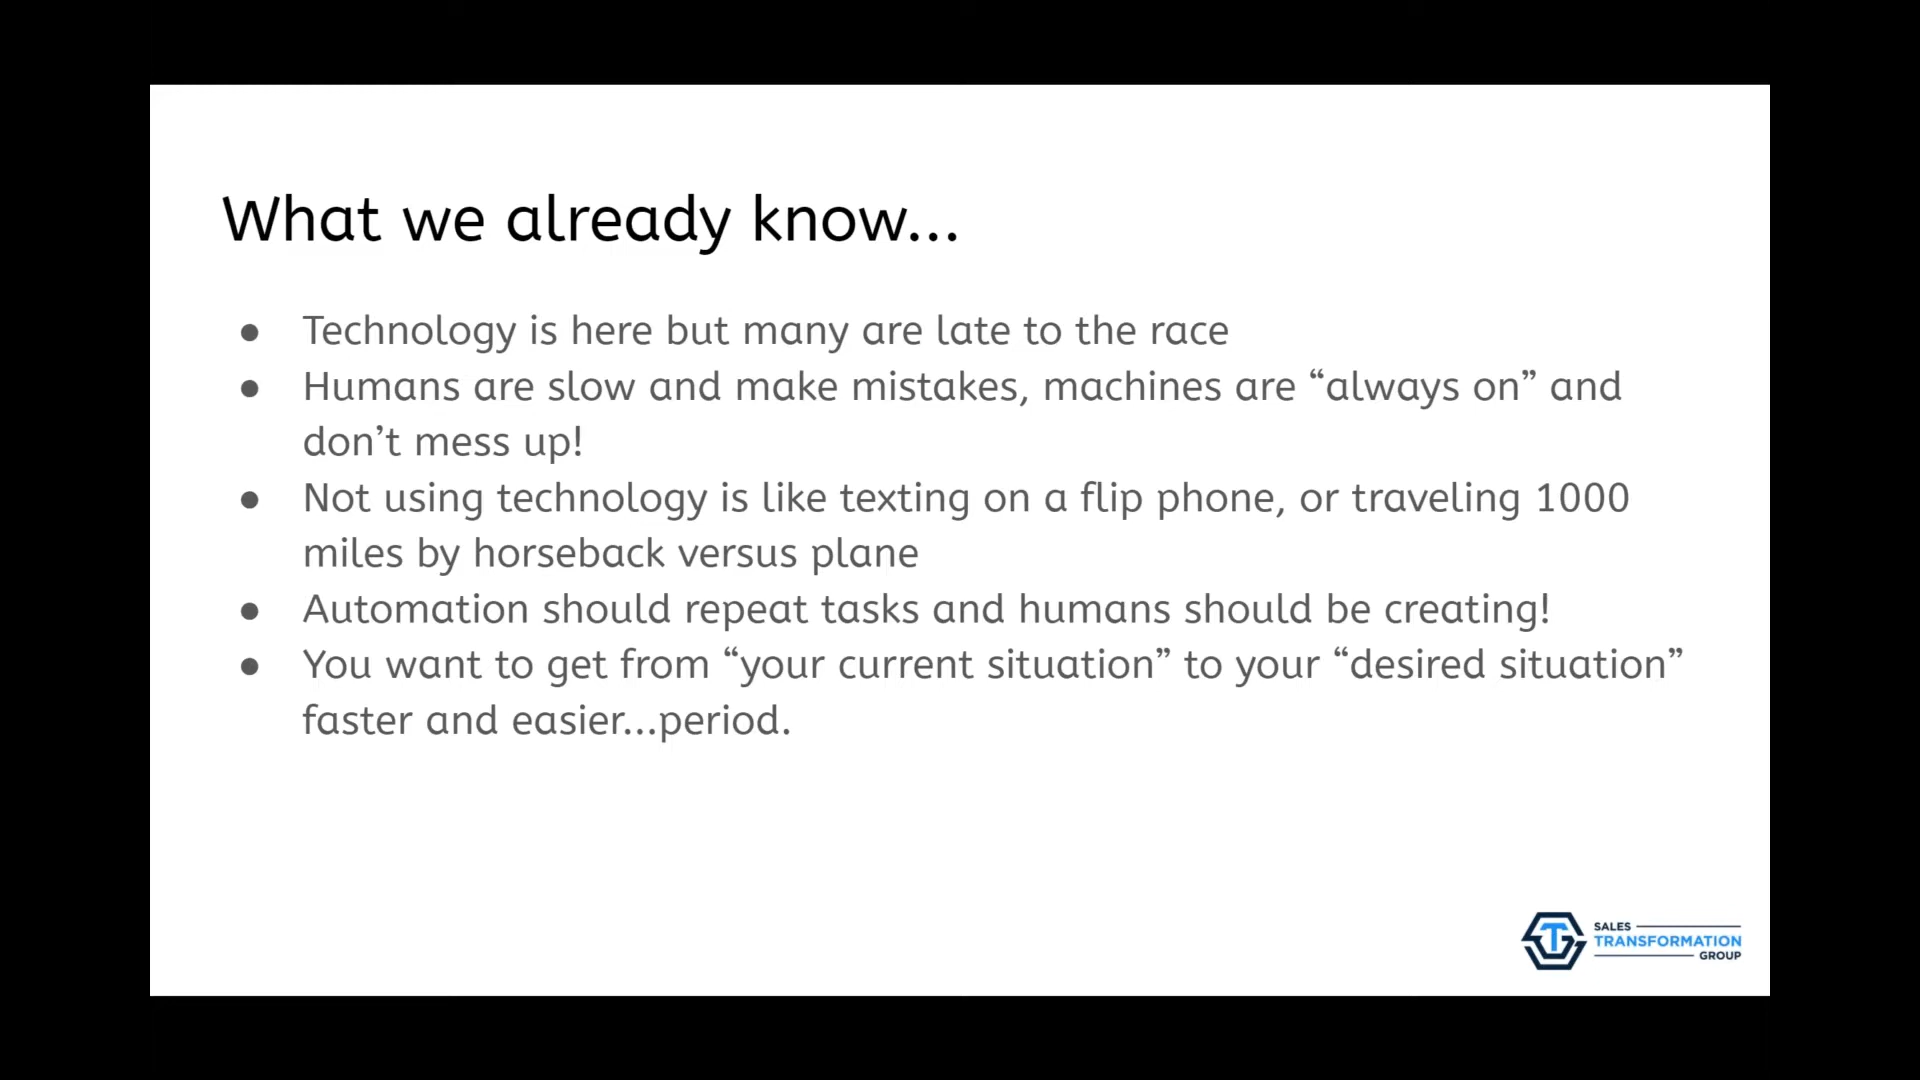 What we already know...
● Technology is here but many are late to the race
● Humans are slow and make mistakes, machines are “always on” and
don’t mess up!
● Not using technology is like texting on a flip phone, or traveling 1000
miles by horseback versus plane
● Automation should repeat tasks and humans should be creating!
● You want to get from “your current situation” to your “desired situation”
faster and easier...period.
SALES
TRANSFORMATION
GROUP